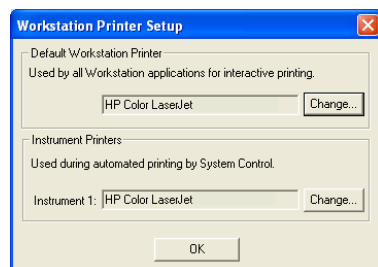 Workstation Printer Setup
Default Workstation Printer
Used by all Workstation applications for interactive printing.
HP Color LaserJet Change...
Instrument Printers
Used during automated printing by System Control.
Instrument 1: HP Color LaserJet Change...
OK